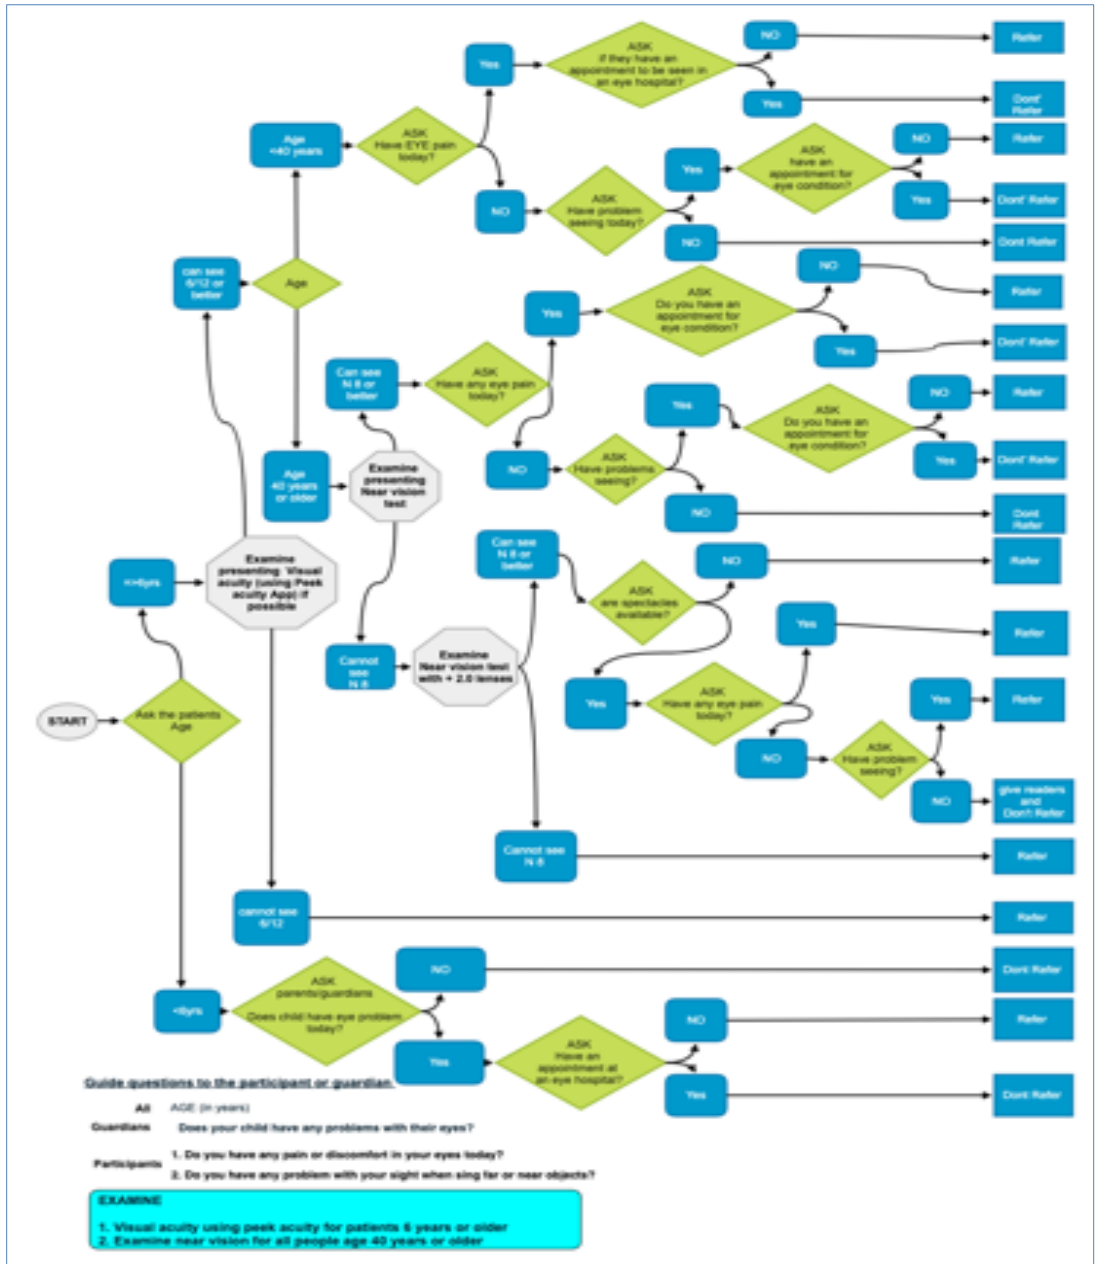 ASK
if they have an
appointment to be seen in
an eye hospital?
NO
Refer
Yes
Yes
Dont'
Refer
Age
<40 years
ASK
Have EYE pain
today?
ASK
have an
appointment for
eye condition?
NO
Refer
Yes
Dont' Refer
NO
ASK
Have problem
seeing today?
Yes
NO
Dont Refer
can see
6/12 or
better
Age
ASK
Do you have an
appointment for
eye condition?
NO
Refer
Yes
Yes
Dont' Refer
Can see
N 8 or
better
ASK
Have any eye pain
today?
Yes
ASK
Do you have an
appointment for
eye condition?
NO
Refer
Yes
Dont' Refer
Age
40 years
or older
Examine
presenting
Near vision
test
NO
ASK
Have problems
seeing?
NO
Dont
Refer
Can see
N 8 or
better
NO
Refer
Examine
presenting Visual
acuity (using Peek
acuity App) if
possible
ASK
are spectacles
available?
Yes
Refer
Cannot
see
N 8
Examine
Near vision test
with + 2.0 lenses
Yes
ASK
Have any eye pain
today?
Yes
Refer
START
Ask the patients
Age
NO
ASK
Have problem
seeing?
NO
give readers
and
Don't Refer
Cannot see
N 8
Refer
cannot see
6/12
Refer
<6yrs
ASK
parents/guardians
Does child have eye problem
today?
NO
Dont Refer
Yes
ASK
Have an
appointment at
an eye hospital?
NO
Refer
Yes
Dont Refer
Guide questions to the participant or guardian
All AGE (in years)
Guardians Does your child have any problems with their eyes?
Participants 1. Do you have any pain or discomfort in your eyes today?
2. Do you have any problem with your sight when sing far or near objects?
EXAMINE
1. Visual acuity using peek acuity for patients 6 years or older
2. Examine near vision for all people age 40 years or older